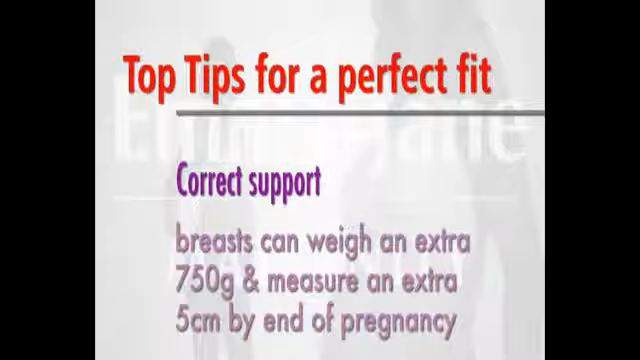 Top Tips for a perfect fit
Correct support
breasts can weigh an extra
750g & measure an extra
5cm by end of pregnancy